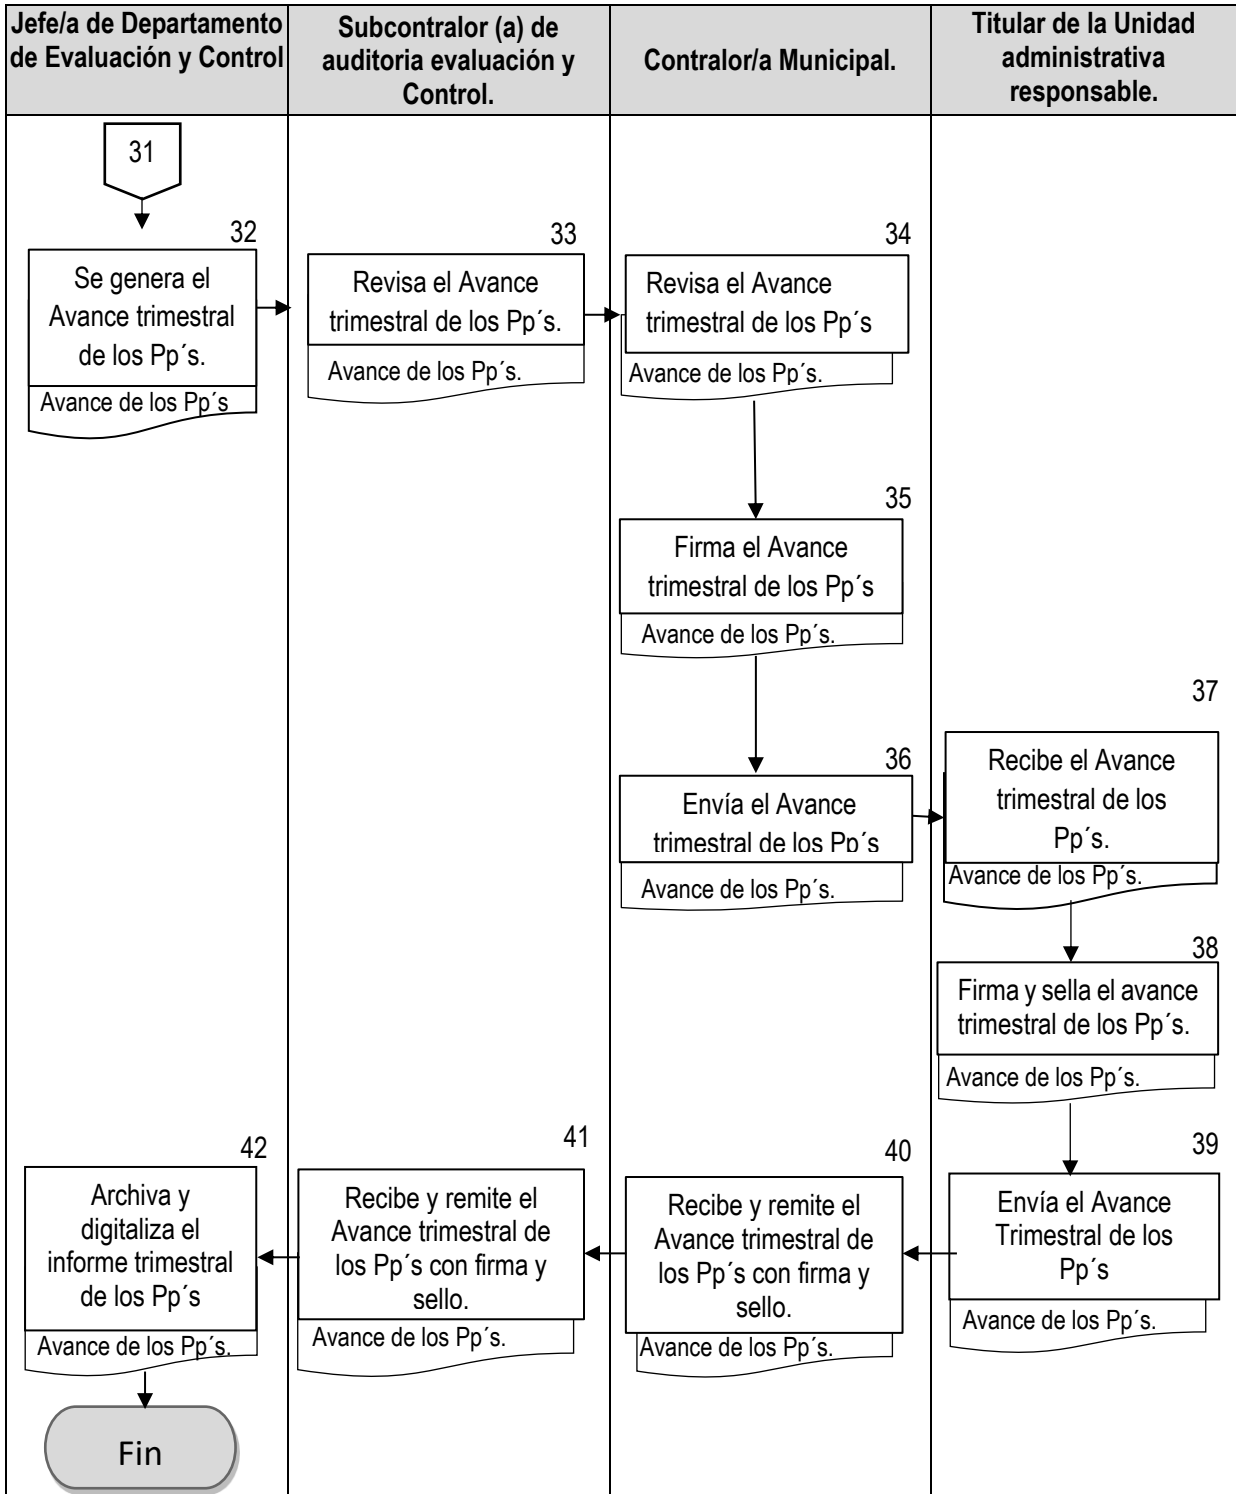 Jefe/a de Departamento
de Evaluación y Control
Subcontralor (a) de
auditoria evaluación y
Control.
Contralor/a Municipal.
Titular de la Unidad
administrativa
responsable.
31
32
Se genera el
Avance trimestral
de los Pp´s.
Avance de los Pp´s
33
Revisa el Avance
trimestral de los Pp´s.
Avance de los Pp´s.
34
Revisa el Avance
trimestral de los Pp´s
Avance de los Pp´s.
35
Firma el Avance
trimestral de los Pp´s
Avance de los Pp´s.
36
Envía el Avance
trimestral de los Pp´s
Avance de los Pp´s.
37
Recibe el Avance
trimestral de los
Pp´s.
Avance de los Pp´s.
38
Firma y sella el avance
trimestral de los Pp´s.
Avance de los Pp´s.
39
Envía el Avance
Trimestral de los
Pp´s
Avance de los Pp´s.
40
Recibe y remite el
Avance trimestral de
los Pp´s con firma y
sello.
Avance de los Pp´s.
41
Recibe y remite el
Avance trimestral de
los Pp´s con firma y
sello.
Avance de los Pp´s.
42
Archiva y
digitaliza el
informe trimestral
de los Pp´s
Avance de los Pp´s.
Fin